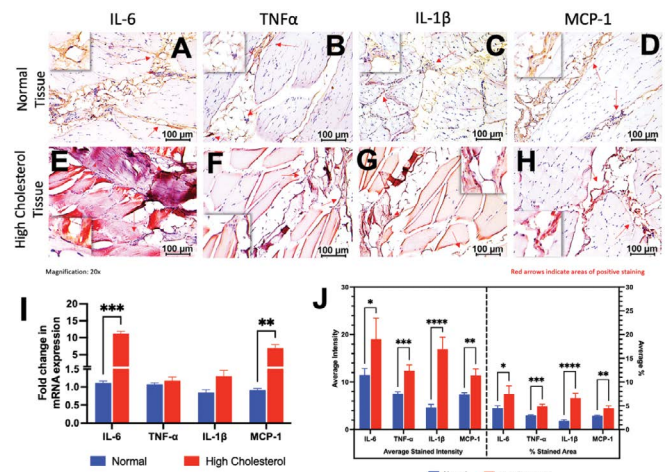 IL-6 TNFα IL-1β MCP-1
Normal
Tissue
A B C D
100 µm 100 µm 100 µm 100 µm
High Cholesterol
Tissue
E F G H
100 µm 100 µm 100 µm 100 µm
Magnification: 20x
Red arrows indicate areas of positive staining
I
Fold change in
mRNA expression
20
15
10
5
1.5
1.0
0.5
0.0
*** **
IL-6 TNF-α IL-1β MCP-1
Normal High Cholesterol
J
Average Intensity
30
20
10
0
* *** **** ** * *** **** **
30
25
20
15
10
5
0
Average %
IL-6 TNF-α IL-1β MCP-1 IL-6 TNF-α IL-1β MCP-1
Average Stained Intensity % Stained Area